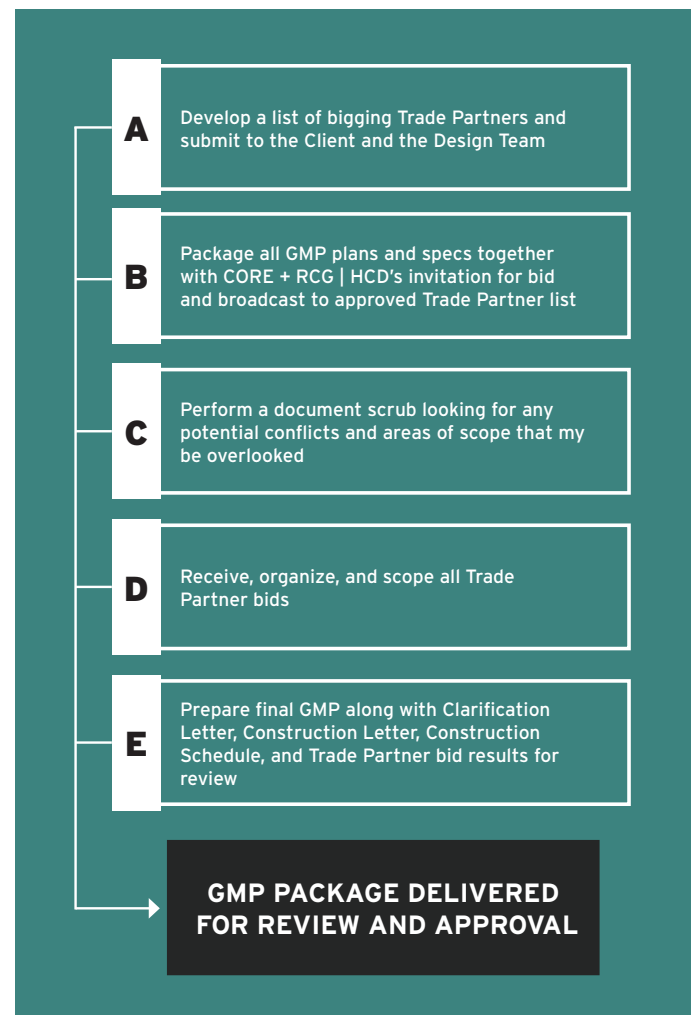 A
Develop a list of bigging Trade Partners and
submit to the Client and the Design Team
B
Package all GMP plans and specs together
with CORE + RCG | HCD's invitation for bid
and broadcast to approved Trade Partner list
C
Perform a document scrub looking for any
potential conflicts and areas of scope that my
be overlooked
D
Receive, organize, and scope all Trade
Partner bids
E
Prepare final GMP along with Clarification
Letter, Construction Letter, Construction
Schedule, and Trade Partner bid results for
review
GMP PACKAGE DELIVERED
FOR REVIEW AND APPROVAL